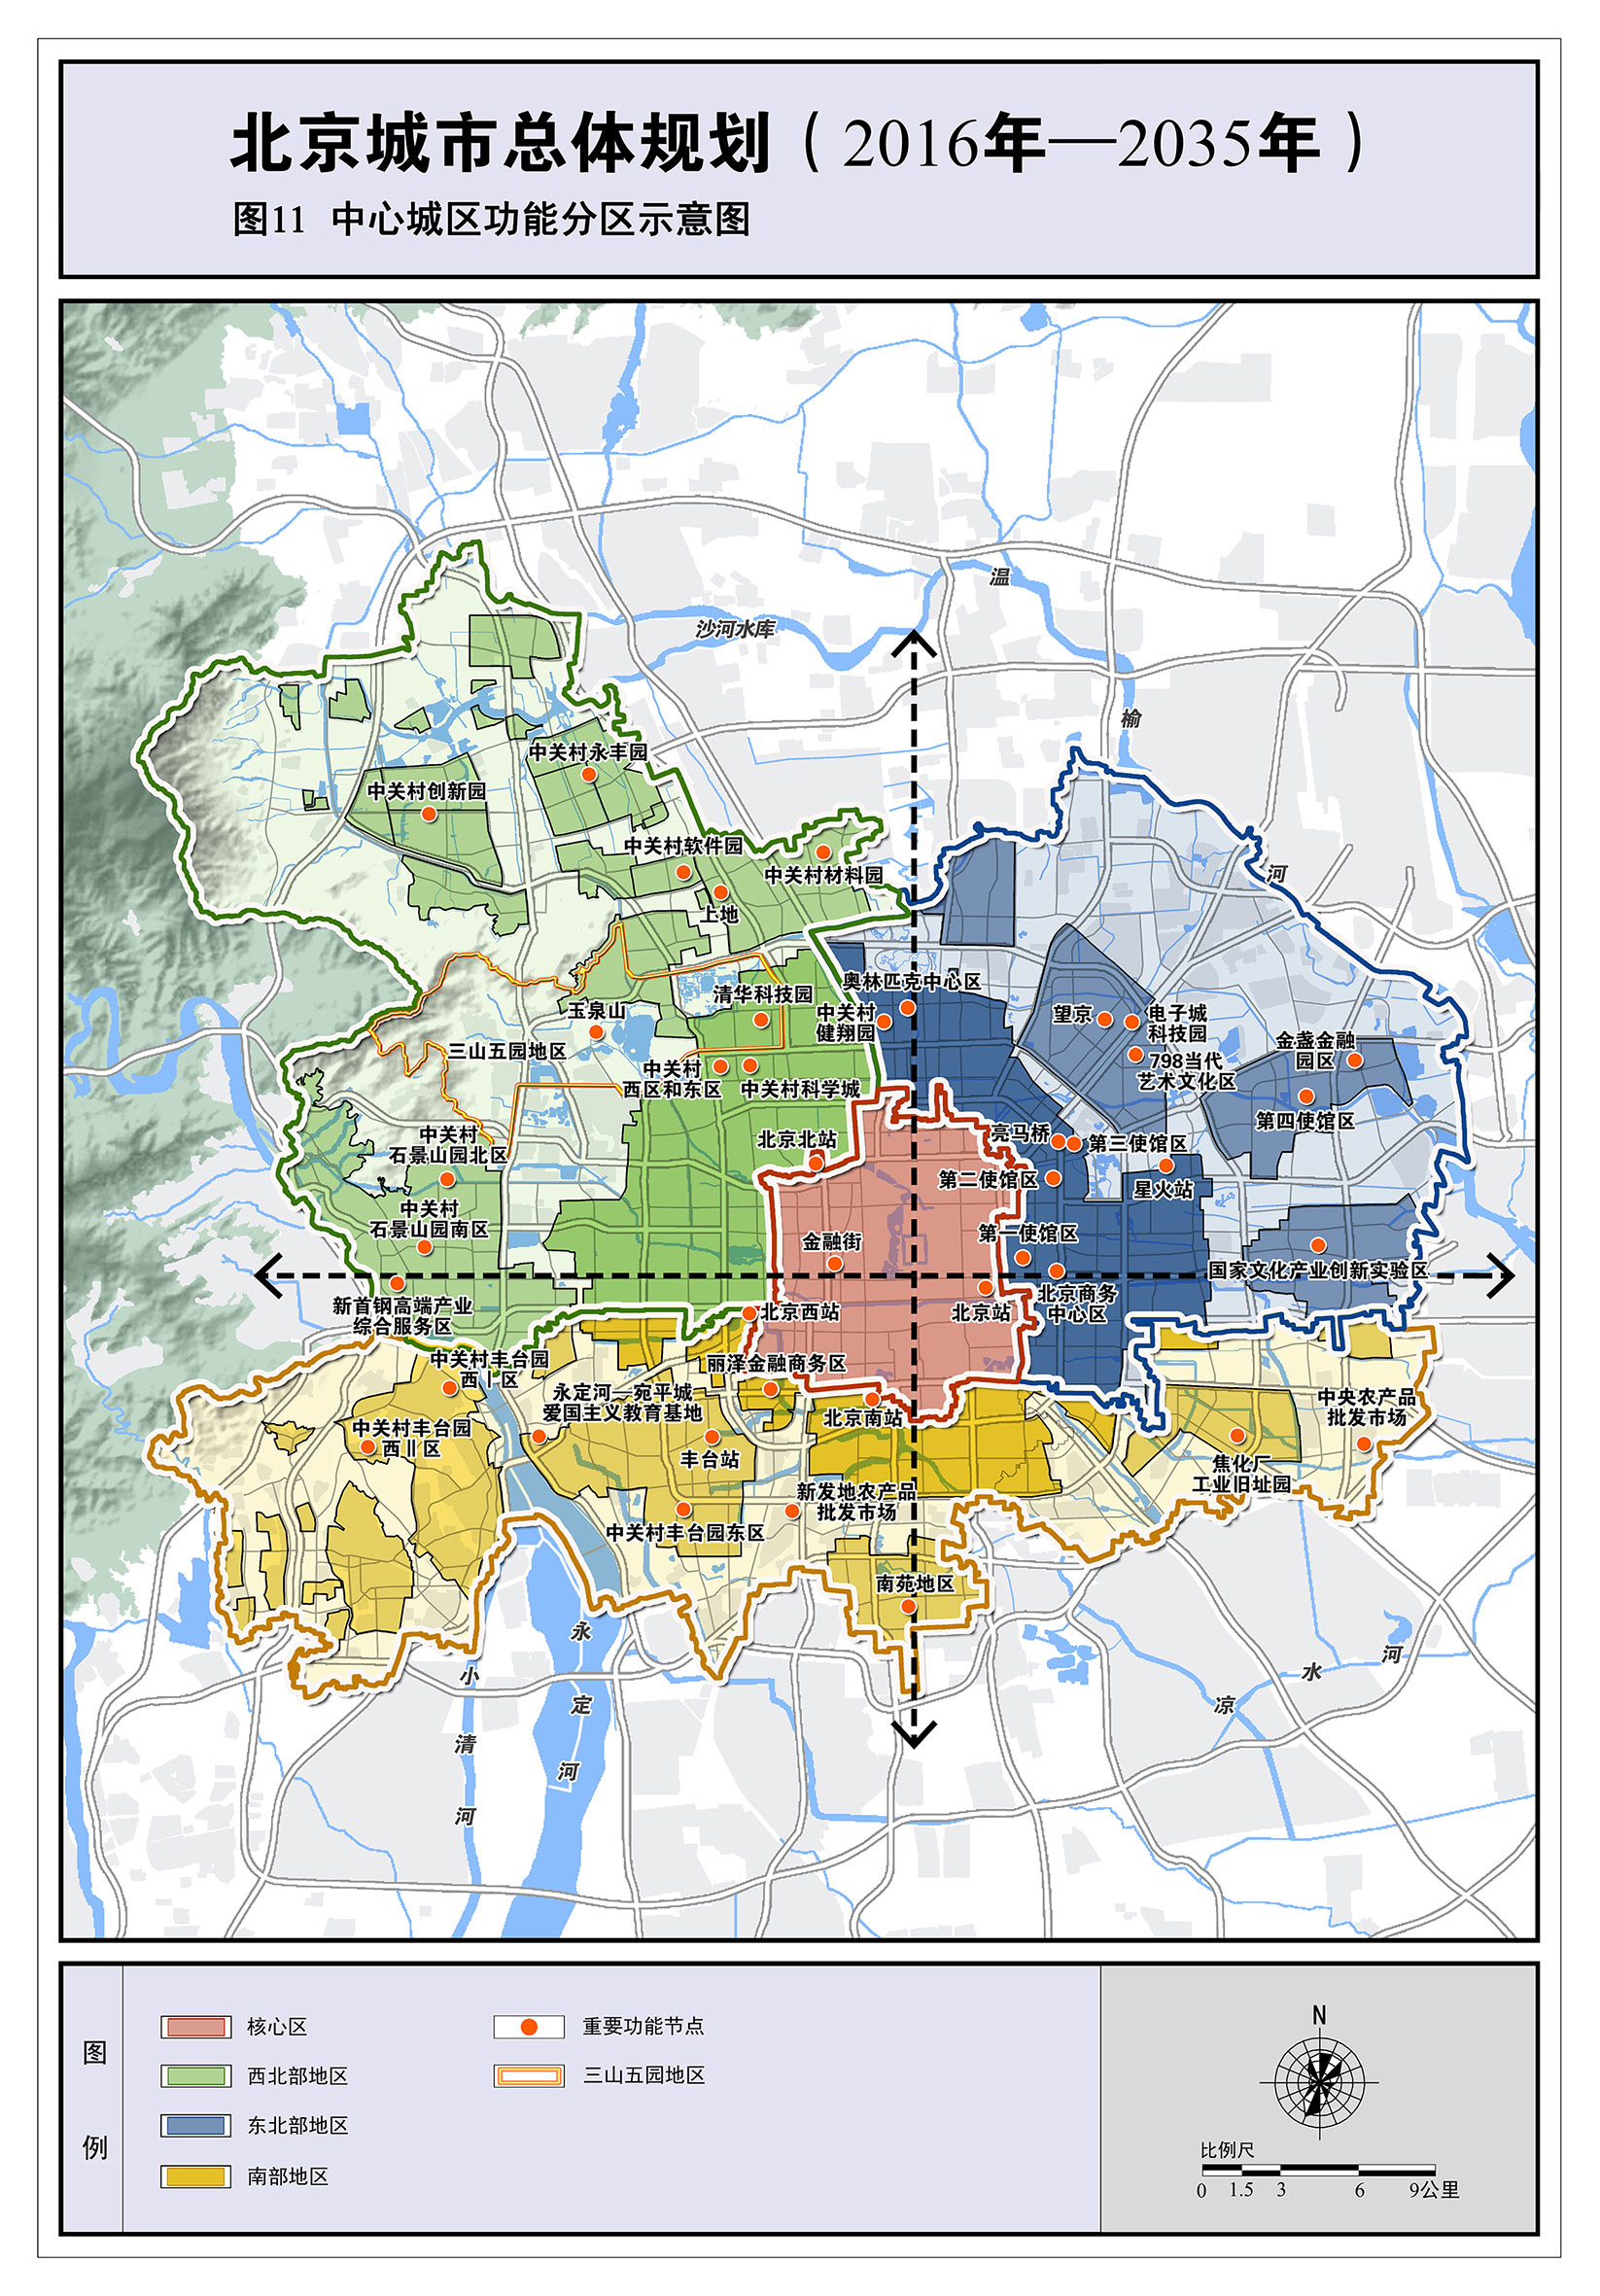 北京城市总体规划（2016年—2035年）
图11 中心城区功能分区示意图
温
沙河水库
榆
中关村永丰园
中关村创新园
中关村软件园
中关村材料园
河
上地
奥林匹克中心区
清华科技园
玉泉山
中关村
健翔园
望京
电子城
科技园
三山五园地区
金盏金融
园区
798当代
艺术文化区
中关村
西区和东区
中关村科学城
第四使馆区
中关村
石景山园北区
北京北站
亮马桥
第三使馆区
第二使馆区
星火站
中关村
石景山园南区
金融街
第一使馆区
国家文化产业创新实验区
新首钢高端产业
综合服务区
北京西站
北京站
北京商务
中心区
中关村丰台园
西Ⅰ区
丽泽金融商务区
永定河—宛平城
爱国主义教育基地
中央农产品
批发市场
中关村丰台园
西Ⅱ区
北京南站
丰台站
焦化厂
工业旧址园
新发地农产品
批发市场
中关村丰台园东区
南苑地区
永
小
定
清
河
河
凉
水
河
图
例
核心区
西北部地区
东北部地区
南部地区
重要功能节点
三山五园地区
N
比例尺
0 1.5 3 6 9公里